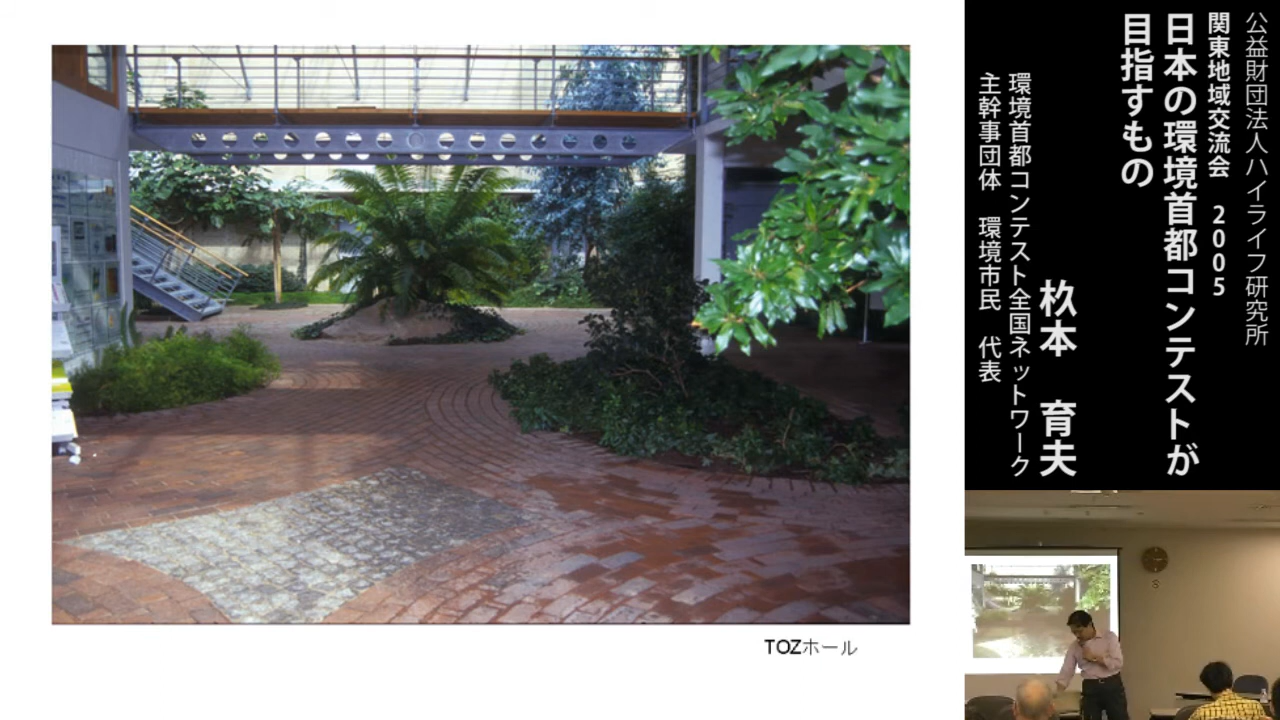 公益財団法人ハイライフ研究所
関東地域交流会 2005
日本の環境首都コンテストが
目指すもの
杦本 育夫
環境首都コンテスト全国ネットワーク
主幹事団体 環境市民 代表
TOZホール